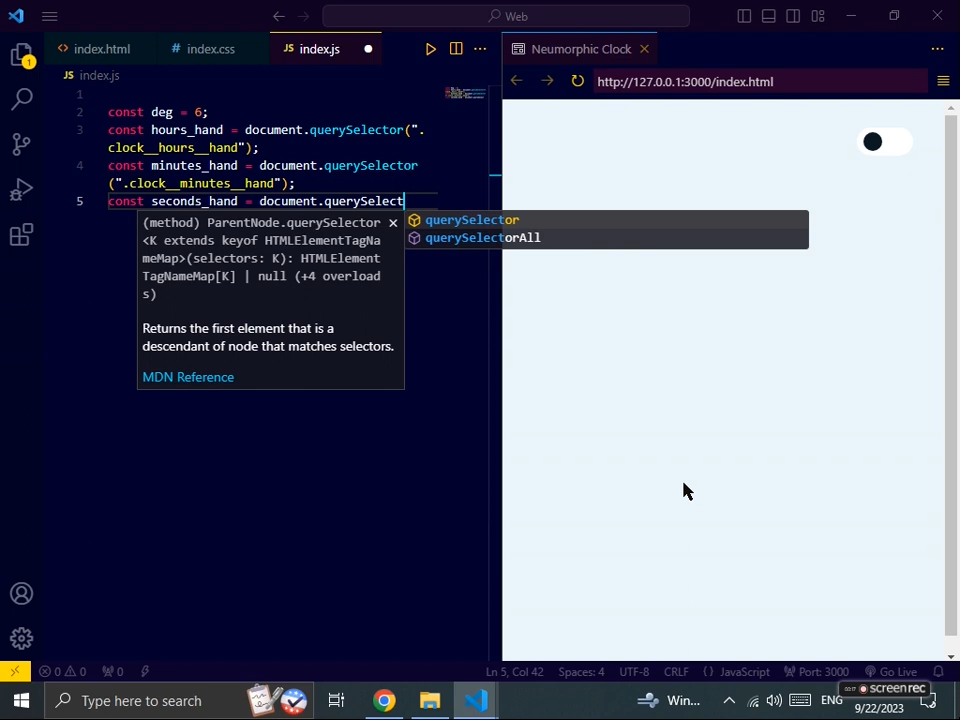 Web
index.html
index.css
JS index.js
Neumorphic Clock
JS index.js
http://127.0.0.1:3000/index.html
1
2 const deg = 6;
3 const hours_hand = document.querySelector(".
clock__hours__hand");
4 const minutes_hand = document.querySelector
(".clock__minutes__hand");
5 const seconds_hand = document.querySelect
(method) ParentNode.querySelector
<K extends keyof HTMLElementTagNa
meMap>(selectors: K): HTMLElement
TagNameMap[K] | null (+4 overload
s)
Returns the first element that is a
descendant of node that matches selectors.
MDN Reference
querySelector
querySelectorAll
1
0 0 0 Ln 5, Col 42 Spaces: 4 UTF-8 CRLF { } JavaScript Port: 3000 Go Live
Type here to search
Win...
ENG
00:17 screenrec
9/22/2023